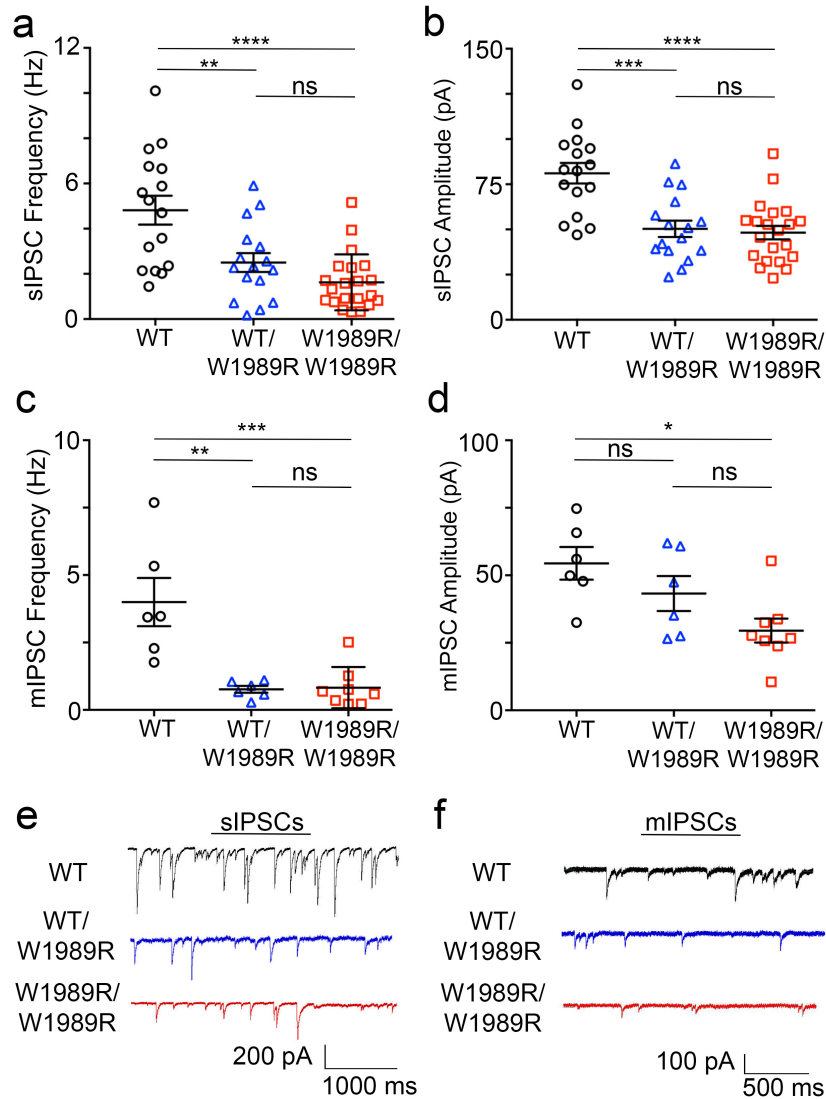 a
sIPSC Frequency (Hz)
12
6
0
****
**
ns
WT
WT/
W1989R
W1989R/
W1989R
b
sIPSC Amplitude (pA)
150
75
0
****
***
ns
WT
WT/
W1989R
W1989R/
W1989R
c
mIPSC Frequency (Hz)
10
5
0
***
**
ns
WT
WT/
W1989R
W1989R/
W1989R
d
mIPSC Amplitude (pA)
100
50
0
*
ns
ns
WT
WT/
W1989R
W1989R/
W1989R
e
sIPSCs
WT
WT/
W1989R
W1989R/
W1989R
200 pA
1000 ms
f
mIPSCs
WT
WT/
W1989R
W1989R/
W1989R
100 pA
500 ms